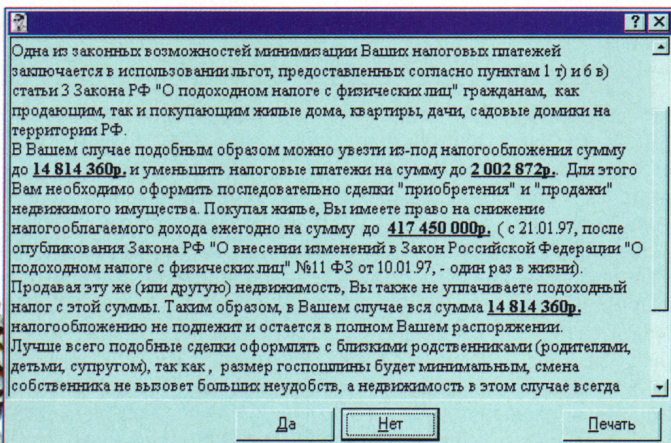 ? x
Одна из законных возможностей минимизации Ваших налоговых платежей
заключается в использовании льгот, предоставленных согласно пунктам 1 т) и 6 в)
статьи 3 Закона РФ "О подоходном налоге с физических лиц" гражданам, как
продающим, так и покупающим жилые дома, квартиры, дачи, садовые домики на
территории РФ.
В Вашем случае подобным образом можно увезти из-под налогообложения сумму
до 14 814 360р. и уменьшить налоговые платежи на сумму до 2 002 872р.. Для этого
Вам необходимо оформить последовательно сделки "приобретения" и "продажи"
недвижимого имущества. Покупая жилье, Вы имеете право на снижение
налогооблагаемого дохода ежегодно на сумму до 417 450 000р. ( с 21.01.97, после
опубликования Закона РФ "О внесении изменений в Закон Российской Федерации "О
подоходном налоге с физических лиц" №11 ФЗ от 10.01.97, - один раз в жизни).
Продавая эту же (или другую) недвижимость, Вы также не уплачиваете подоходный
налог с этой суммы. Таким образом, в Вашем случае вся сумма 14 814 360р.
налогообложению не подлежит и остается в полном Вашем распоряжении.
Лучше всего подобные сделки оформлять с близкими родственниками (родителями,
детьми, супругом), так как , размер госпошлины будет минимальным, смена
собственника не вызовет больших неудобств, а недвижимость в этом случае всегда
Да Нет Печать